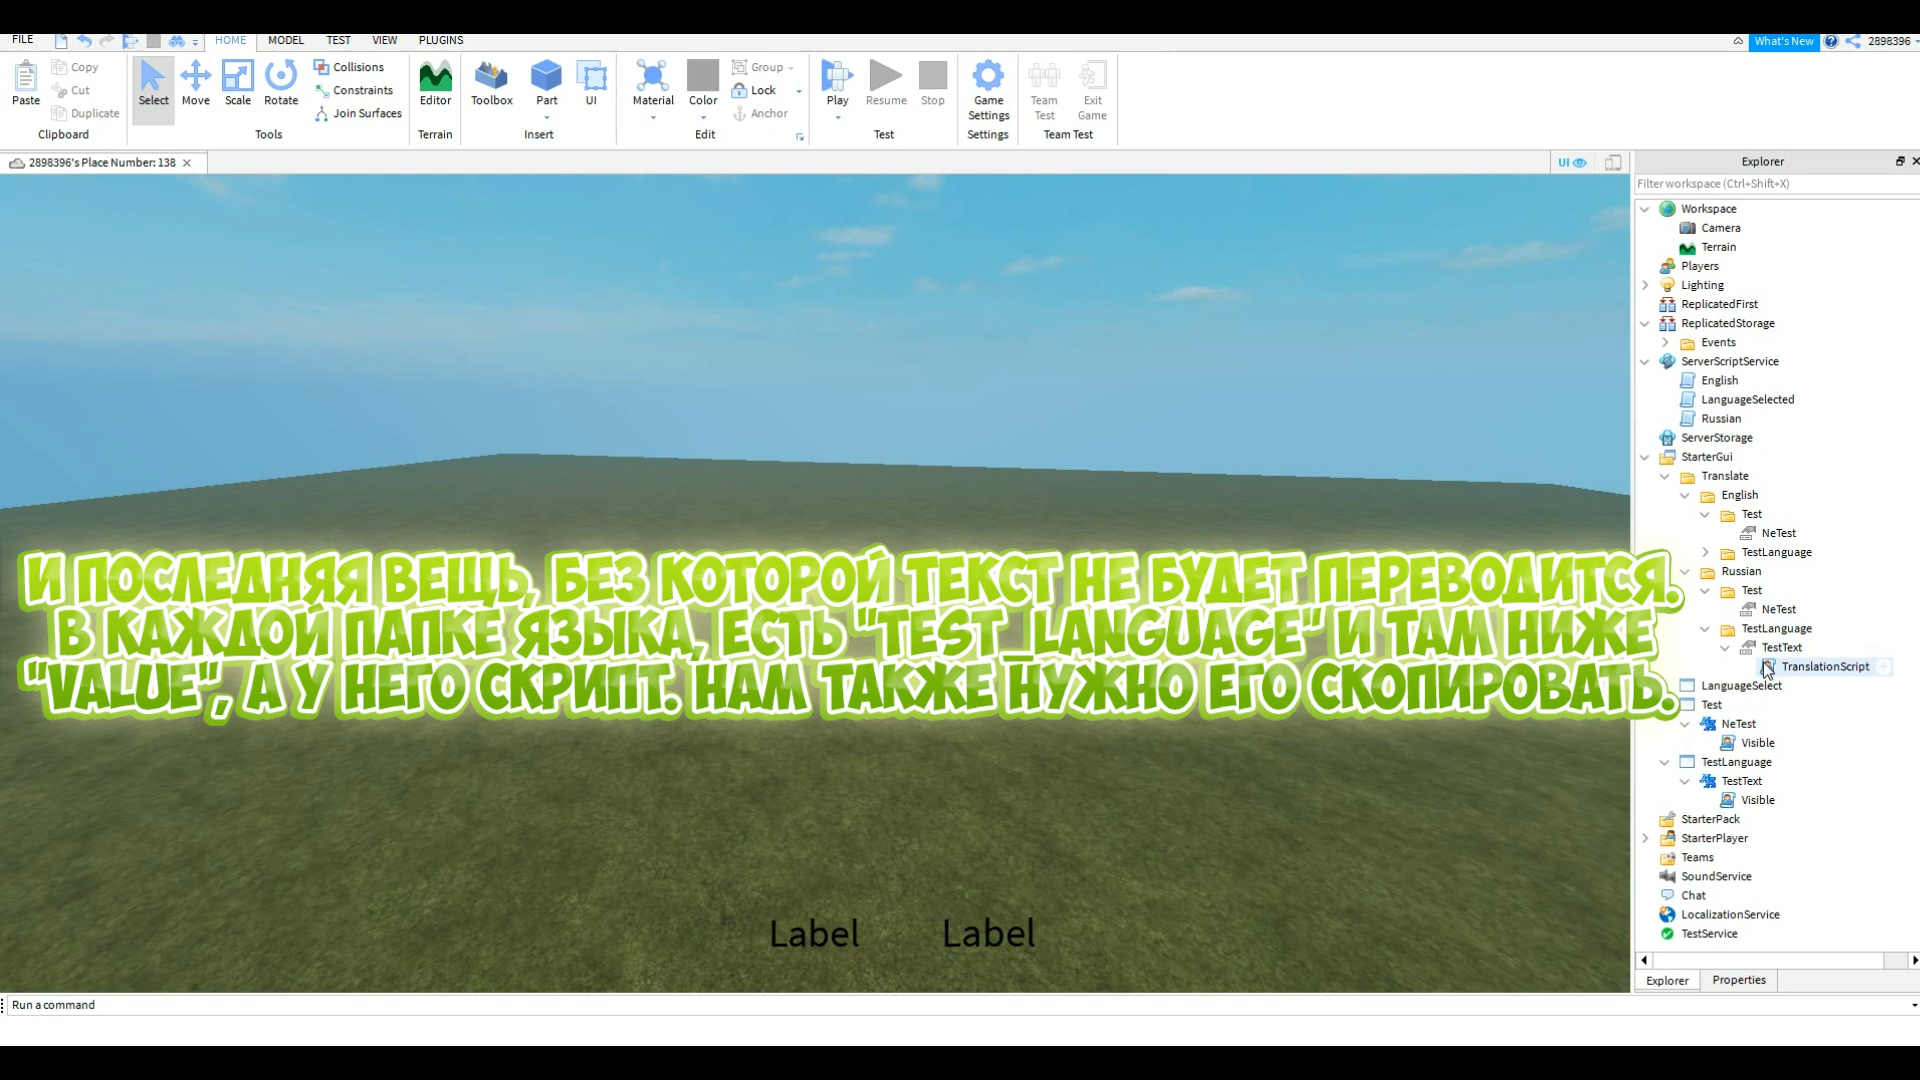 FILE
HOME
MODEL
TEST
VIEW
PLUGINS
What's New
2898396
Paste
Copy
Cut
Duplicate
Clipboard
Select
Move
Scale
Rotate
Collisions
Constraints
Join Surfaces
Tools
Editor
Terrain
Toolbox
Part
UI
Insert
Material
Color
Group
Lock
Anchor
Edit
Play
Resume
Stop
Test
Game
Settings
Settings
Team
Test
Exit
Game
Team Test
2898396's Place Number: 138
UI
Explorer
Filter workspace (Ctrl+Shift+X)
Workspace
Camera
Terrain
Players
Lighting
ReplicatedFirst
ReplicatedStorage
Events
ServerScriptService
English
LanguageSelected
Russian
ServerStorage
StarterGui
Translate
English
Test
NeTest
TestLanguage
Russian
Test
NeTest
TestLanguage
TestText
TranslationScript
LanguageSelect
Test
NeTest
Visible
TestLanguage
TestText
Visible
StarterPack
StarterPlayer
Teams
SoundService
Chat
LocalizationService
TestService
И ПОСЛЕДНЯЯ ВЕЩЬ, БЕЗ КОТОРОЙ ТЕКСТ НЕ БУДЕТ ПЕРЕВОДИТСЯ.
В КАЖДОЙ ПАПКЕ ЯЗЫКА, ЕСТЬ "TEST_LANGUAGE" И ТАМ НИЖЕ
"VALUE", А У НЕГО СКРИПТ. НАМ ТАКЖЕ НУЖНО ЕГО СКОПИРОВАТЬ.
Label
Label
Explorer
Properties
Run a command